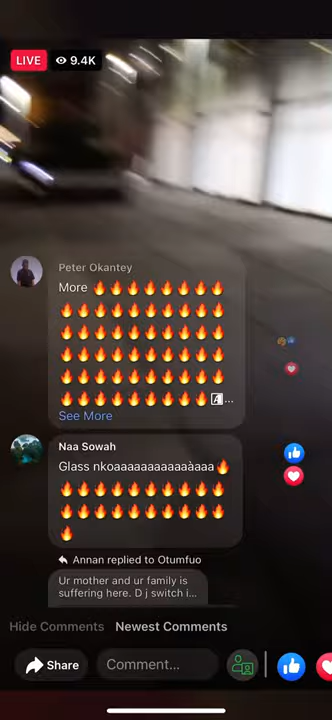 LIVE 9.4K
Peter Okantey
More 🔥🔥🔥🔥🔥🔥🔥🔥
🔥🔥🔥🔥🔥🔥🔥🔥🔥🔥
🔥🔥🔥🔥🔥🔥🔥🔥🔥🔥
🔥🔥🔥🔥🔥🔥🔥🔥🔥🔥
🔥🔥🔥🔥🔥🔥🔥🔥🔥🔥
🔥🔥🔥🔥🔥🔥🔥🔥🔥...
See More
Naa Sowah
Glass nkoaaaaaaaaaaàaaa🔥
🔥🔥🔥🔥🔥🔥🔥🔥🔥🔥
🔥🔥🔥🔥🔥🔥🔥🔥🔥🔥
🔥
Annan replied to Otumfuo
Ur mother and ur family is
suffering here. D j switch i...
Hide Comments Newest Comments
Share Comment...